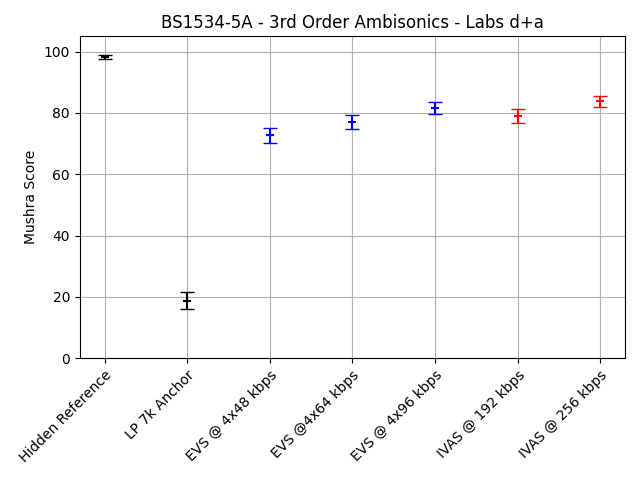 BS1534-5A - 3rd Order Ambisonics - Labs d+a
Mushra Score
100
80
60
40
20
0
Hidden Reference
LP 7k Anchor
EVS @ 4x48 kbps
EVS @4x64 kbps
EVS @ 4x96 kbps
IVAS @ 192 kbps
IVAS @ 256 kbps